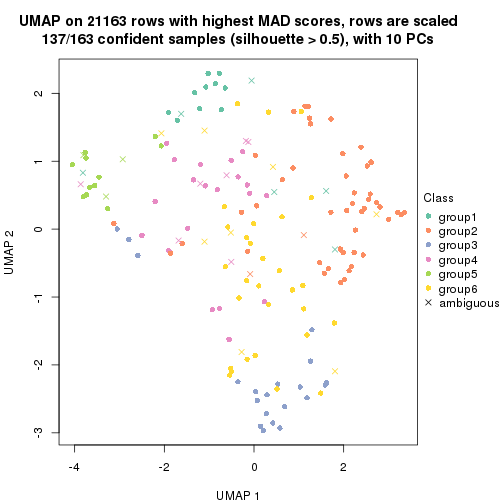 UMAP on 21163 rows with highest MAD scores, rows are scaled
137/163 confident samples (silhouette > 0.5), with 10 PCs
2
1
0
-1
-2
-3
UMAP 2
-4
-2
0
2
UMAP 1
Class
group1
group2
group3
group4
group5
group6
ambiguous